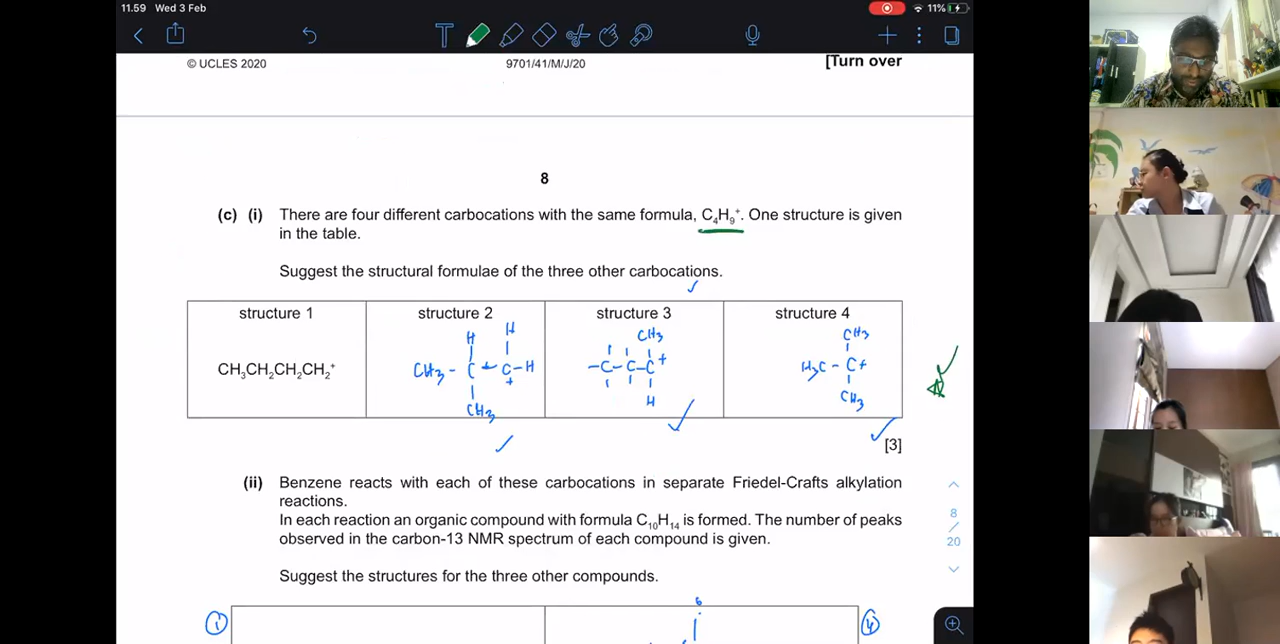 11.59 Wed 3 Feb
11%
© UCLES 2020
9701/41/M/J/20
[Turn over
8
(c) (i) There are four different carbocations with the same formula, C₄H₉⁺. One structure is given
in the table.
Suggest the structural formulae of the three other carbocations.
structure 1
structure 2
structure 3
structure 4
CH₃CH₂CH₂CH₂⁺
H H
CH₃ - C - C - H
+
CH₃
CH₃
- C - C - C +
H
CH₃
H₃C - C +
CH₃
[3]
(ii) Benzene reacts with each of these carbocations in separate Friedel-Crafts alkylation
reactions.
In each reaction an organic compound with formula C₁₀H₁₄ is formed. The number of peaks
observed in the carbon-13 NMR spectrum of each compound is given.
Suggest the structures for the three other compounds.
8
/
20